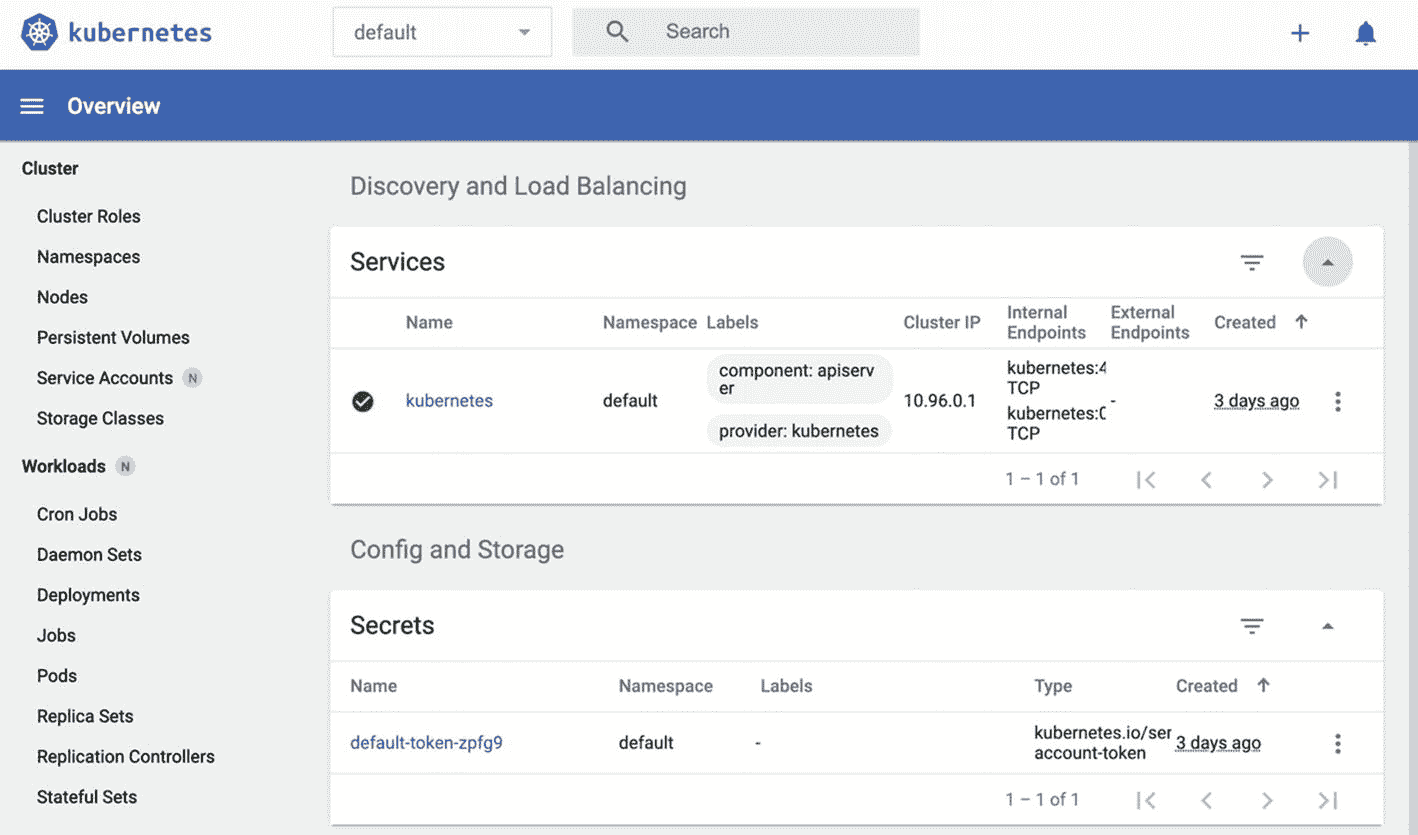 kubernetes
default
Search
Overview
Cluster
Cluster Roles
Namespaces
Nodes
Persistent Volumes
Service Accounts N
Storage Classes
Workloads N
Cron Jobs
Daemon Sets
Deployments
Jobs
Pods
Replica Sets
Replication Controllers
Stateful Sets
Discovery and Load Balancing
Services
Name Namespace Labels Cluster IP Internal Endpoints External Endpoints Created
kubernetes
default
component: apiserv
er
provider: kubernetes
10.96.0.1
kubernetes:4
TCP
kubernetes:0
TCP
-
3 days ago
1 – 1 of 1
Config and Storage
Secrets
Name Namespace Labels Type Created
default-token-zpfg9
default
-
kubernetes.io/ser
account-token
3 days ago
1 – 1 of 1